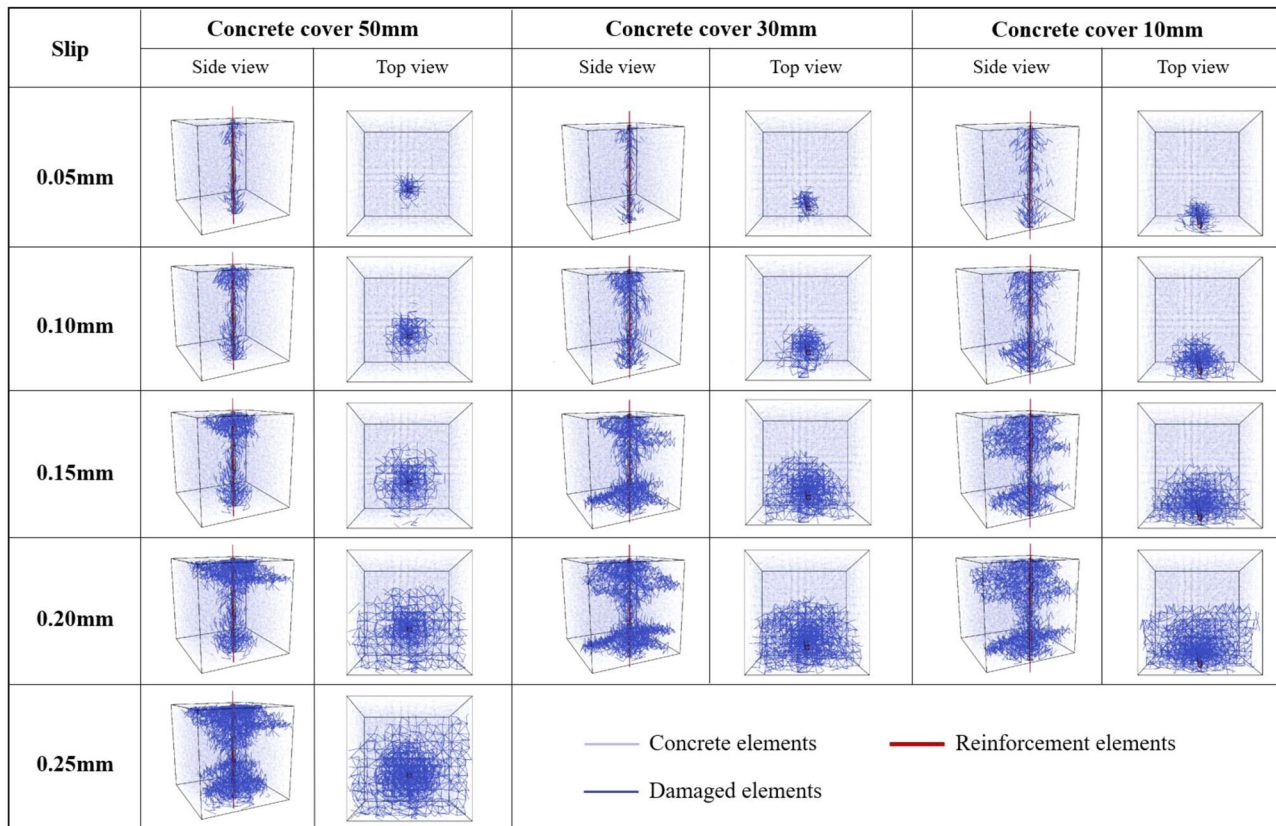 Slip
Concrete cover 50mm
Concrete cover 30mm
Concrete cover 10mm
Side view
Top view
Side view
Top view
Side view
Top view
0.05mm
0.10mm
0.15mm
0.20mm
0.25mm
Concrete elements
Reinforcement elements
Damaged elements